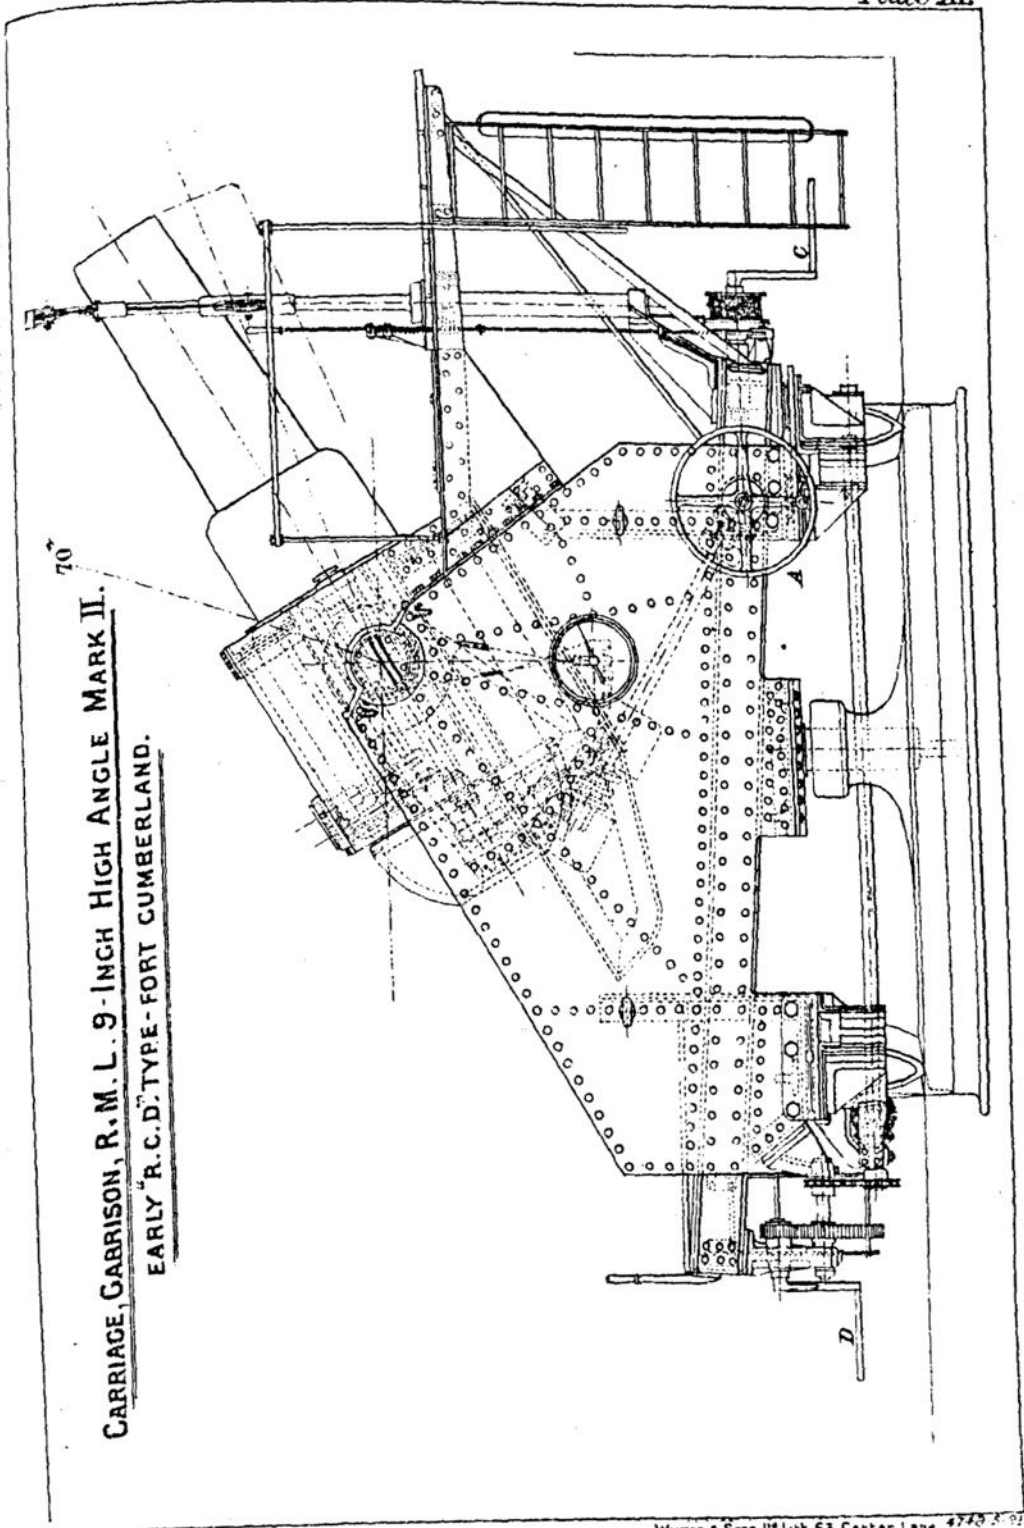 CARRIAGE, GARRISON, R.M.L. 9-INCH HIGH ANGLE MARK II.
EARLY "R.C.D." TYPE-FORT CUMBERLAND.
70°
C
A
D